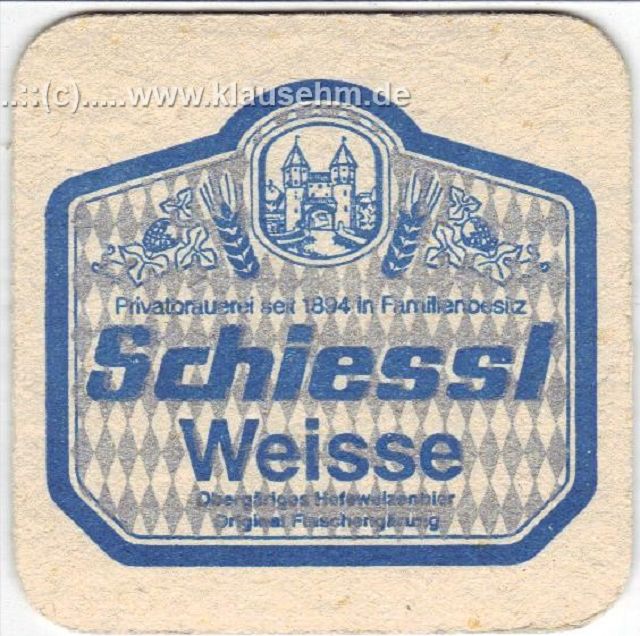 ..::(c).....www.klausehm.de
Privatbrauerei seit 1894 in Familienbesitz
Schiessl
Weisse
Obergäriges Hefeweizenbier
Original Flaschengärung